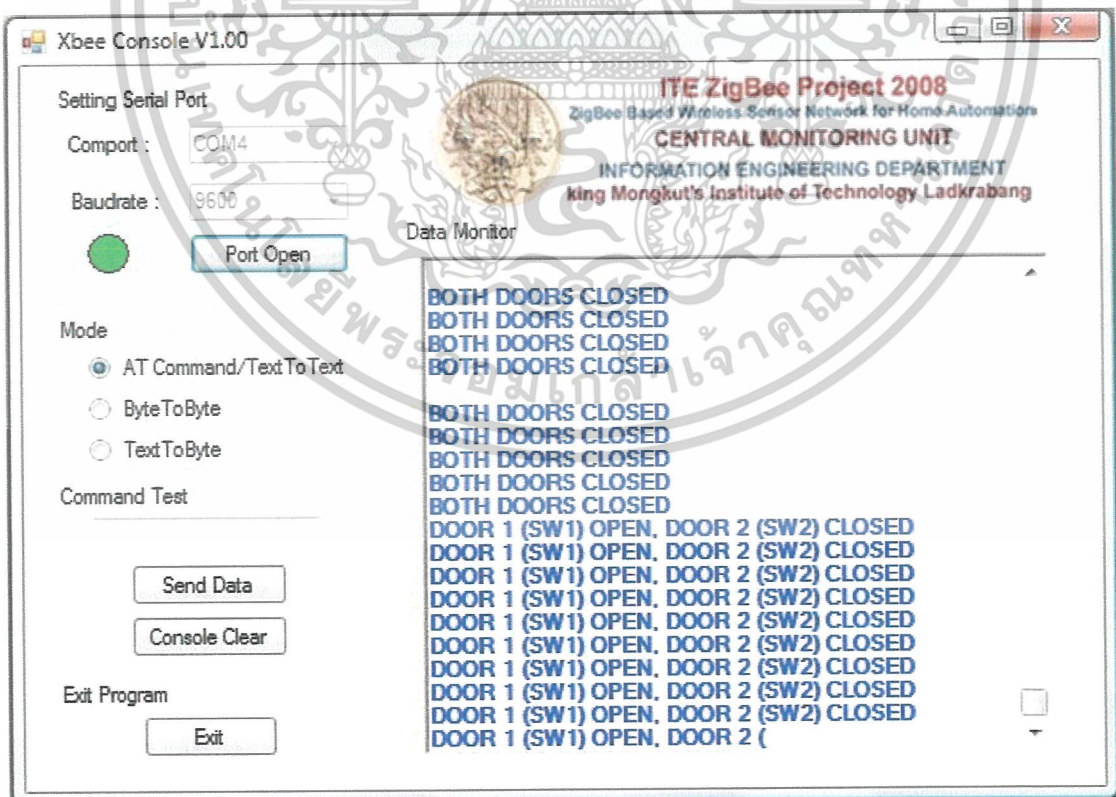 Xbee Console V1.00
Setting Serial Port
Comport :
COM4
Baudrate :
9600
Port Open
Mode
AT Command/TextToText
ByteToByte
TextToByte
Command Test
Send Data
Console Clear
Exit Program
Exit
ITE ZigBee Project 2008
ZigBee Based Wireless Sensor Network for Home Automation
CENTRAL MONITORING UNIT
INFORMATION ENGINEERING DEPARTMENT
king Mongkut's Institute of Technology Ladkrabang
Data Monitor
BOTH DOORS CLOSED
BOTH DOORS CLOSED
BOTH DOORS CLOSED
BOTH DOORS CLOSED
BOTH DOORS CLOSED
BOTH DOORS CLOSED
BOTH DOORS CLOSED
BOTH DOORS CLOSED
BOTH DOORS CLOSED
DOOR 1 (SW1) OPEN, DOOR 2 (SW2) CLOSED
DOOR 1 (SW1) OPEN, DOOR 2 (SW2) CLOSED
DOOR 1 (SW1) OPEN, DOOR 2 (SW2) CLOSED
DOOR 1 (SW1) OPEN, DOOR 2 (SW2) CLOSED
DOOR 1 (SW1) OPEN, DOOR 2 (SW2) CLOSED
DOOR 1 (SW1) OPEN, DOOR 2 (SW2) CLOSED
DOOR 1 (SW1) OPEN, DOOR 2 (SW2) CLOSED
DOOR 1 (SW1) OPEN, DOOR 2 (SW2) CLOSED
DOOR 1 (SW1) OPEN, DOOR 2 (SW2) CLOSED
DOOR 1 (SW1) OPEN, DOOR 2 (